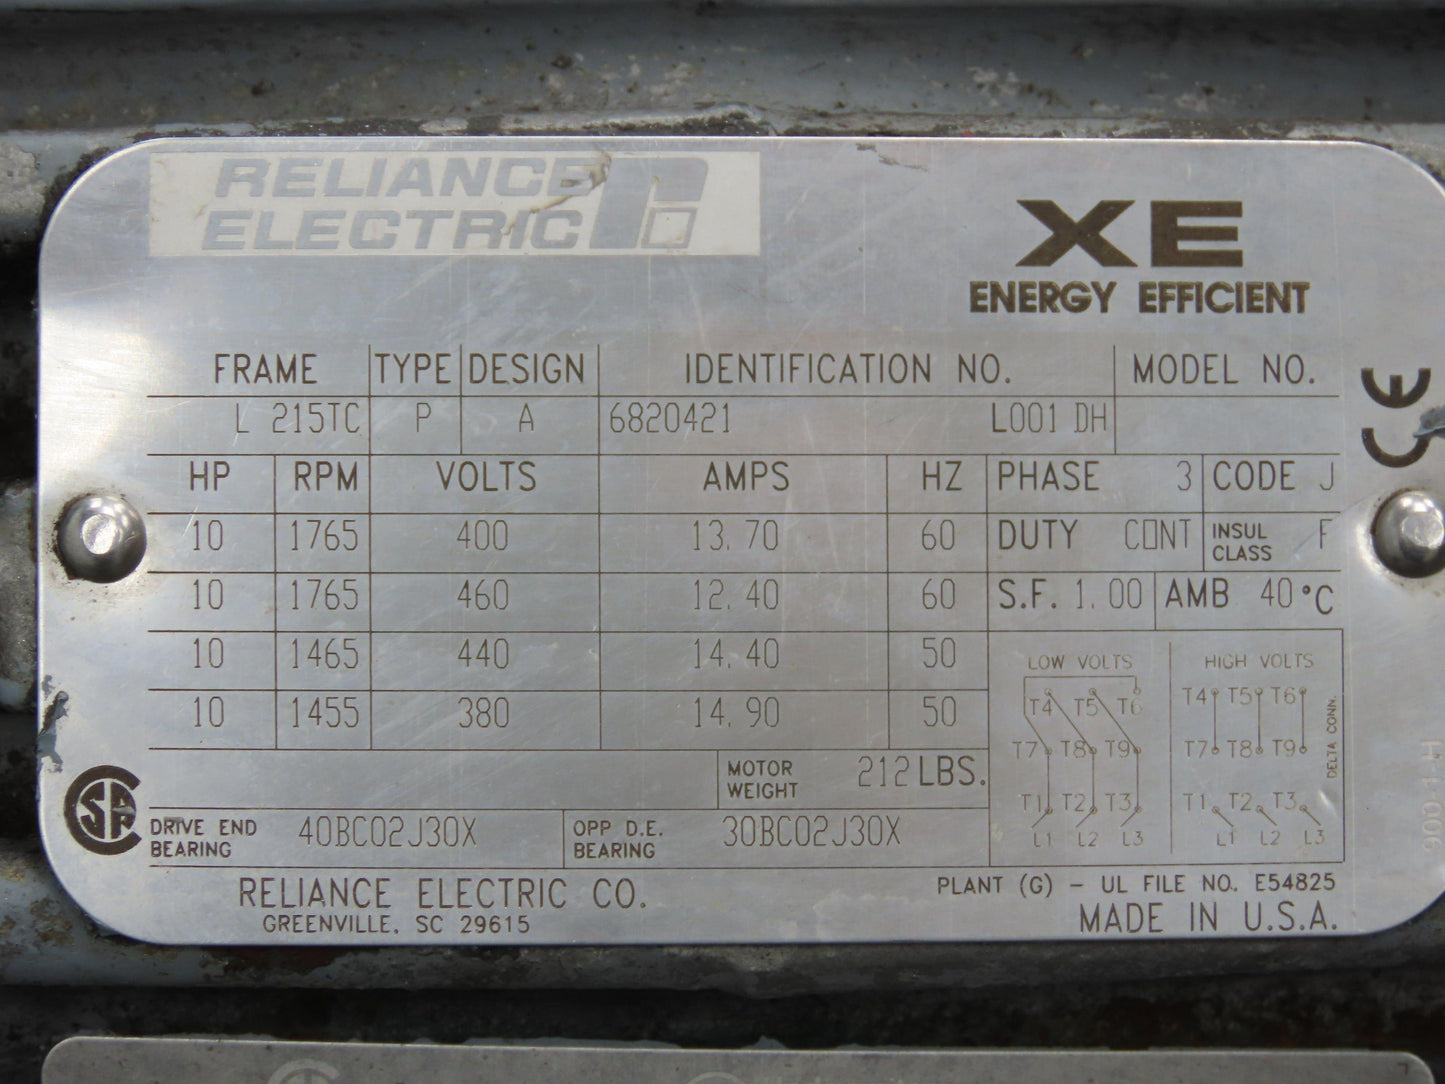 RELIANCE
ELECTRIC
XE
ENERGY EFFICIENT
FRAME TYPE DESIGN IDENTIFICATION NO. MODEL NO.
L 215TC P A 6820421 L001 DH
HP RPM VOLTS AMPS HZ PHASE 3 CODE J
10 1765 400 13.70 60 DUTY CONT INSUL CLASS F
10 1765 460 12.40 60 S.F. 1.00 AMB 40 °C
10 1465 440 14.40 50
10 1455 380 14.90 50
LOW VOLTS HIGH VOLTS
T4 T5 T6 T4 T5 T6
T7 T8 T9 T7 T8 T9
DELTA CONN.
T1 T2 T3 T1 T2 T3
L1 L2 L3 L1 L2 L3
MOTOR WEIGHT 212 LBS.
DRIVE END BEARING 40BC02J30X OPP D.E. BEARING 30BC02J30X
RELIANCE ELECTRIC CO. PLANT (G) - UL FILE NO. E54825
GREENVILLE, SC 29615 MADE IN U.S.A.
CE
SA
9000-1-H